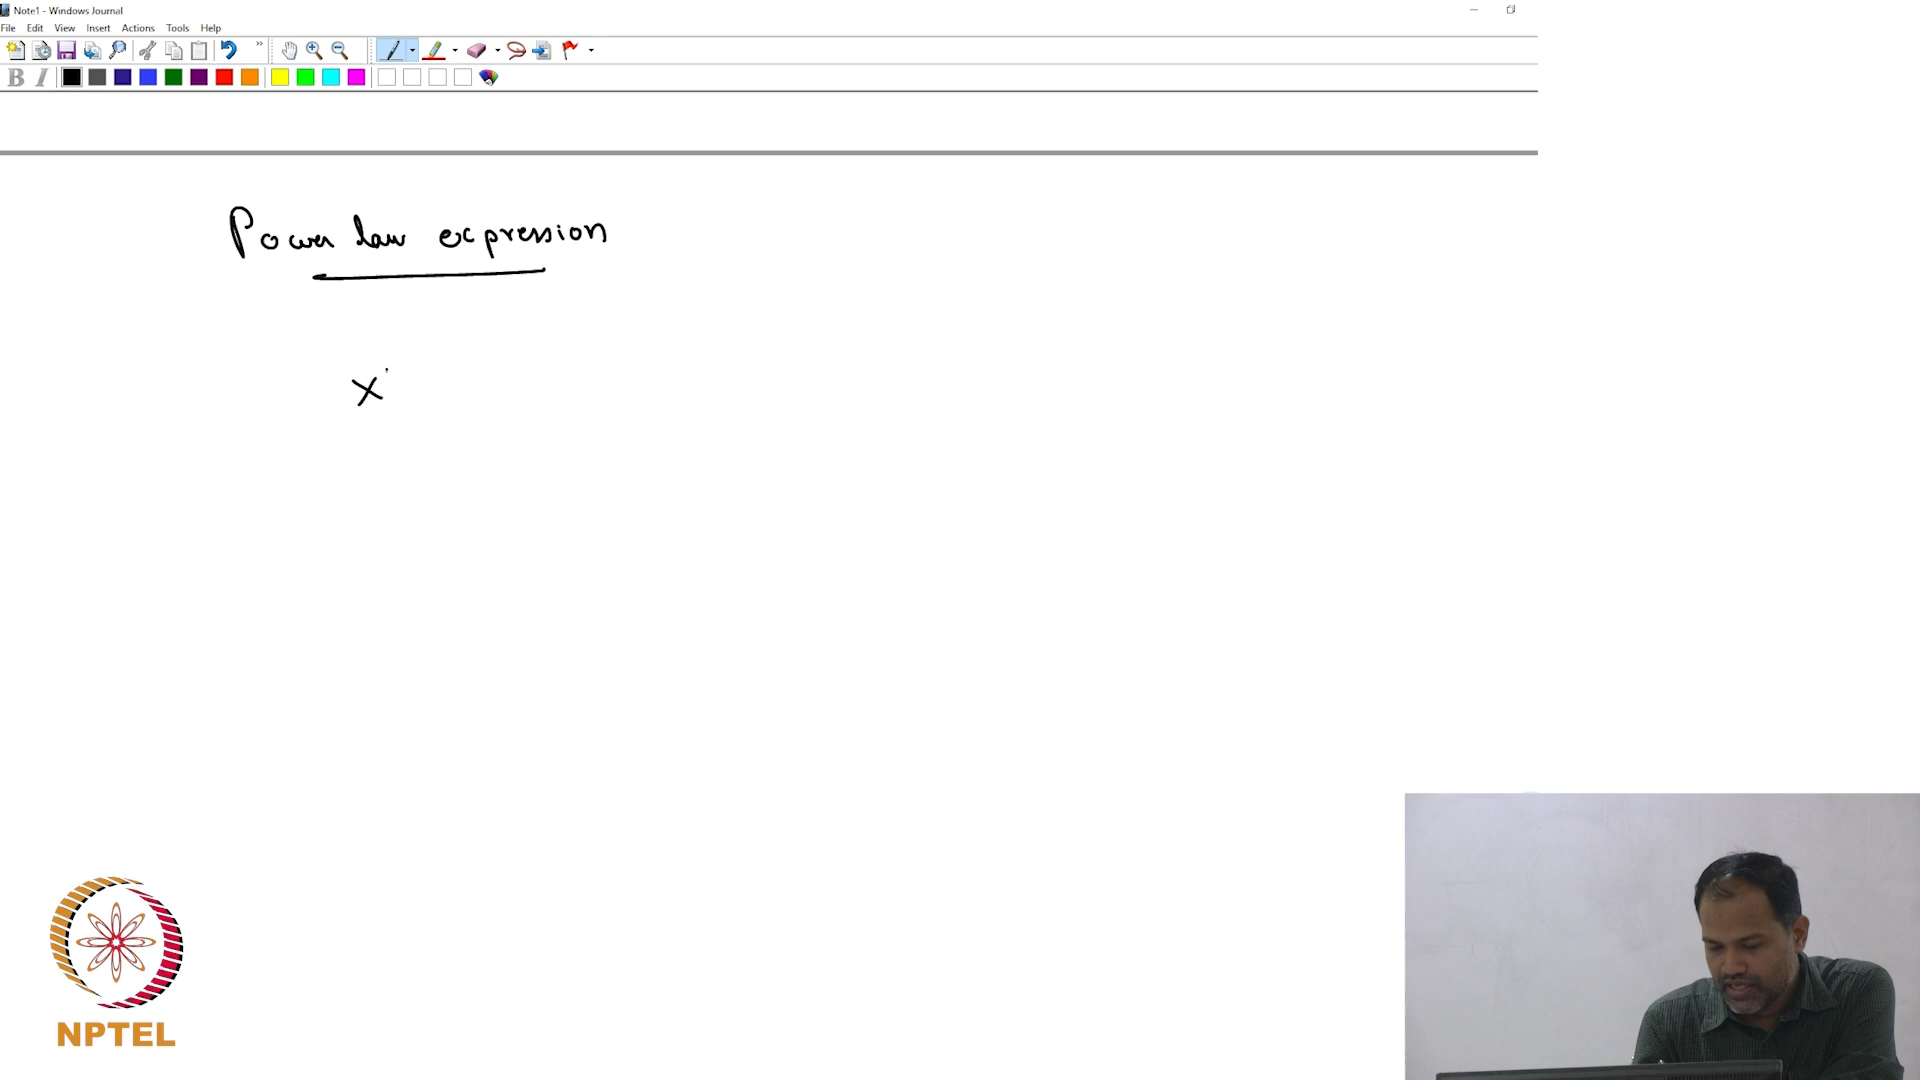 Note1 - Windows Journal
File Edit View Insert Actions Tools Help
»
B I
Power law expression
X
NPTEL